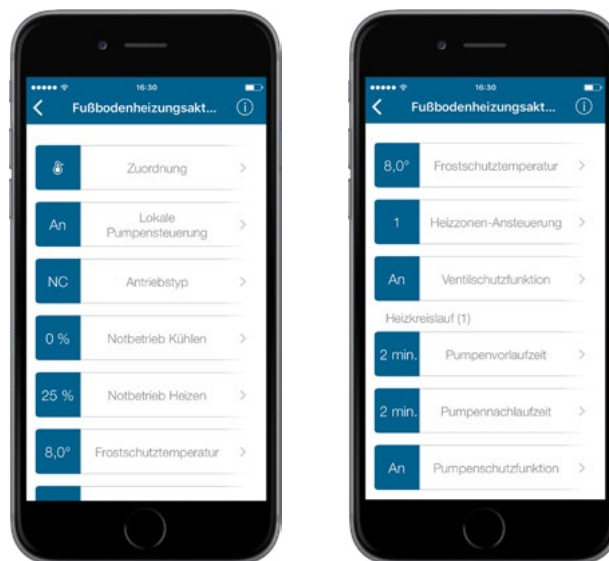 16:30
Fußbodenheizungsakt...
Zuordnung
An
Lokale
Pumpensteuerung
NC
Antriebstyp
0 %
Notbetrieb Kühlen
25 %
Notbetrieb Heizen
8,0°
Frostschutztemperatur
16:30
Fußbodenheizungsakt...
8,0°
Frostschutztemperatur
1
Heizzonen-Ansteuerung
An
Ventilschutzfunktion
Heizkreislauf (1)
2 min.
Pumpenvorlaufzeit
2 min.
Pumpennachlaufzeit
An
Pumpenschutzfunktion